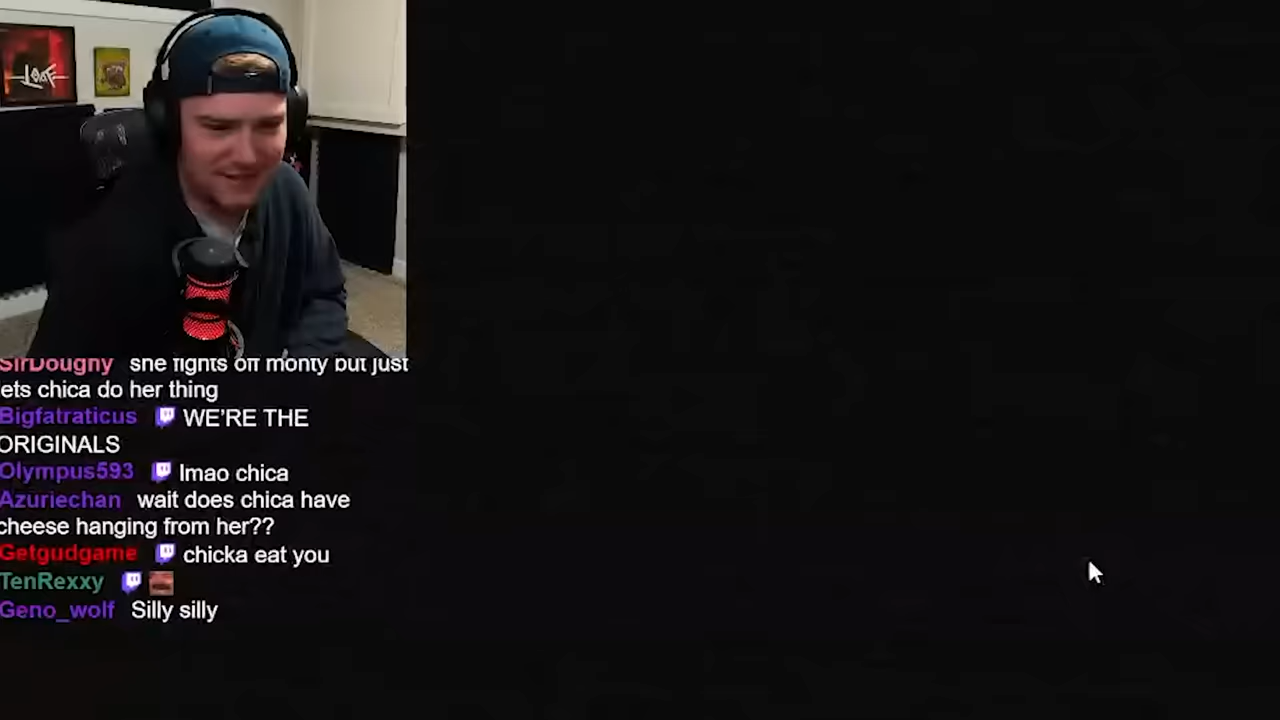 LOAF
SirDoughy she fights off monty but just
lets chica do her thing
Bigfatraticus WE'RE THE
ORIGINALS
Olympus593 lmao chica
Azuriechan wait does chica have
cheese hanging from her??
Getgudgame chicka eat you
TenRexxy
Geno_wolf Silly silly